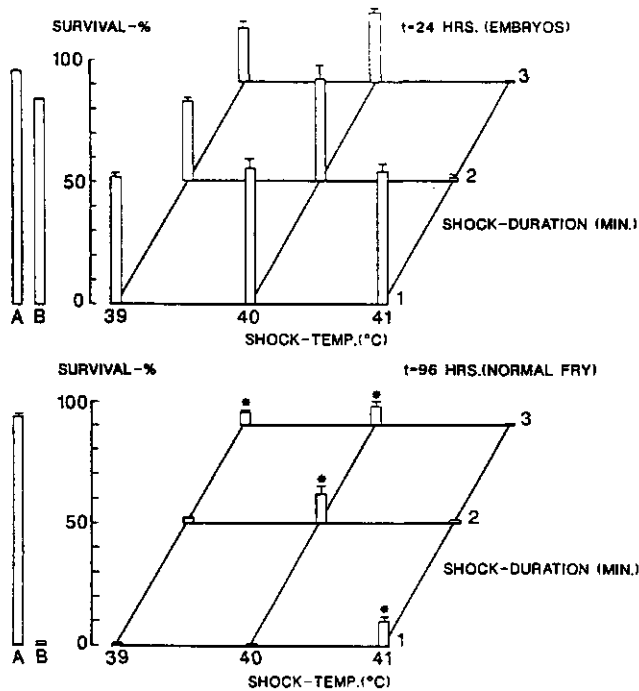 SURVIVAL-% t=24 HRS.(EMBRYOS)
100
3
50
2
SHOCK-DURATION (MIN.)
0
1
A B 39 40 41
SHOCK-TEMP.(°C)
SURVIVAL-% t=96 HRS.(NORMAL FRY)
100
* *
3
*
50
2
SHOCK-DURATION (MIN.)
*
0
1
A B 39 40 41
SHOCK-TEMP.(°C)